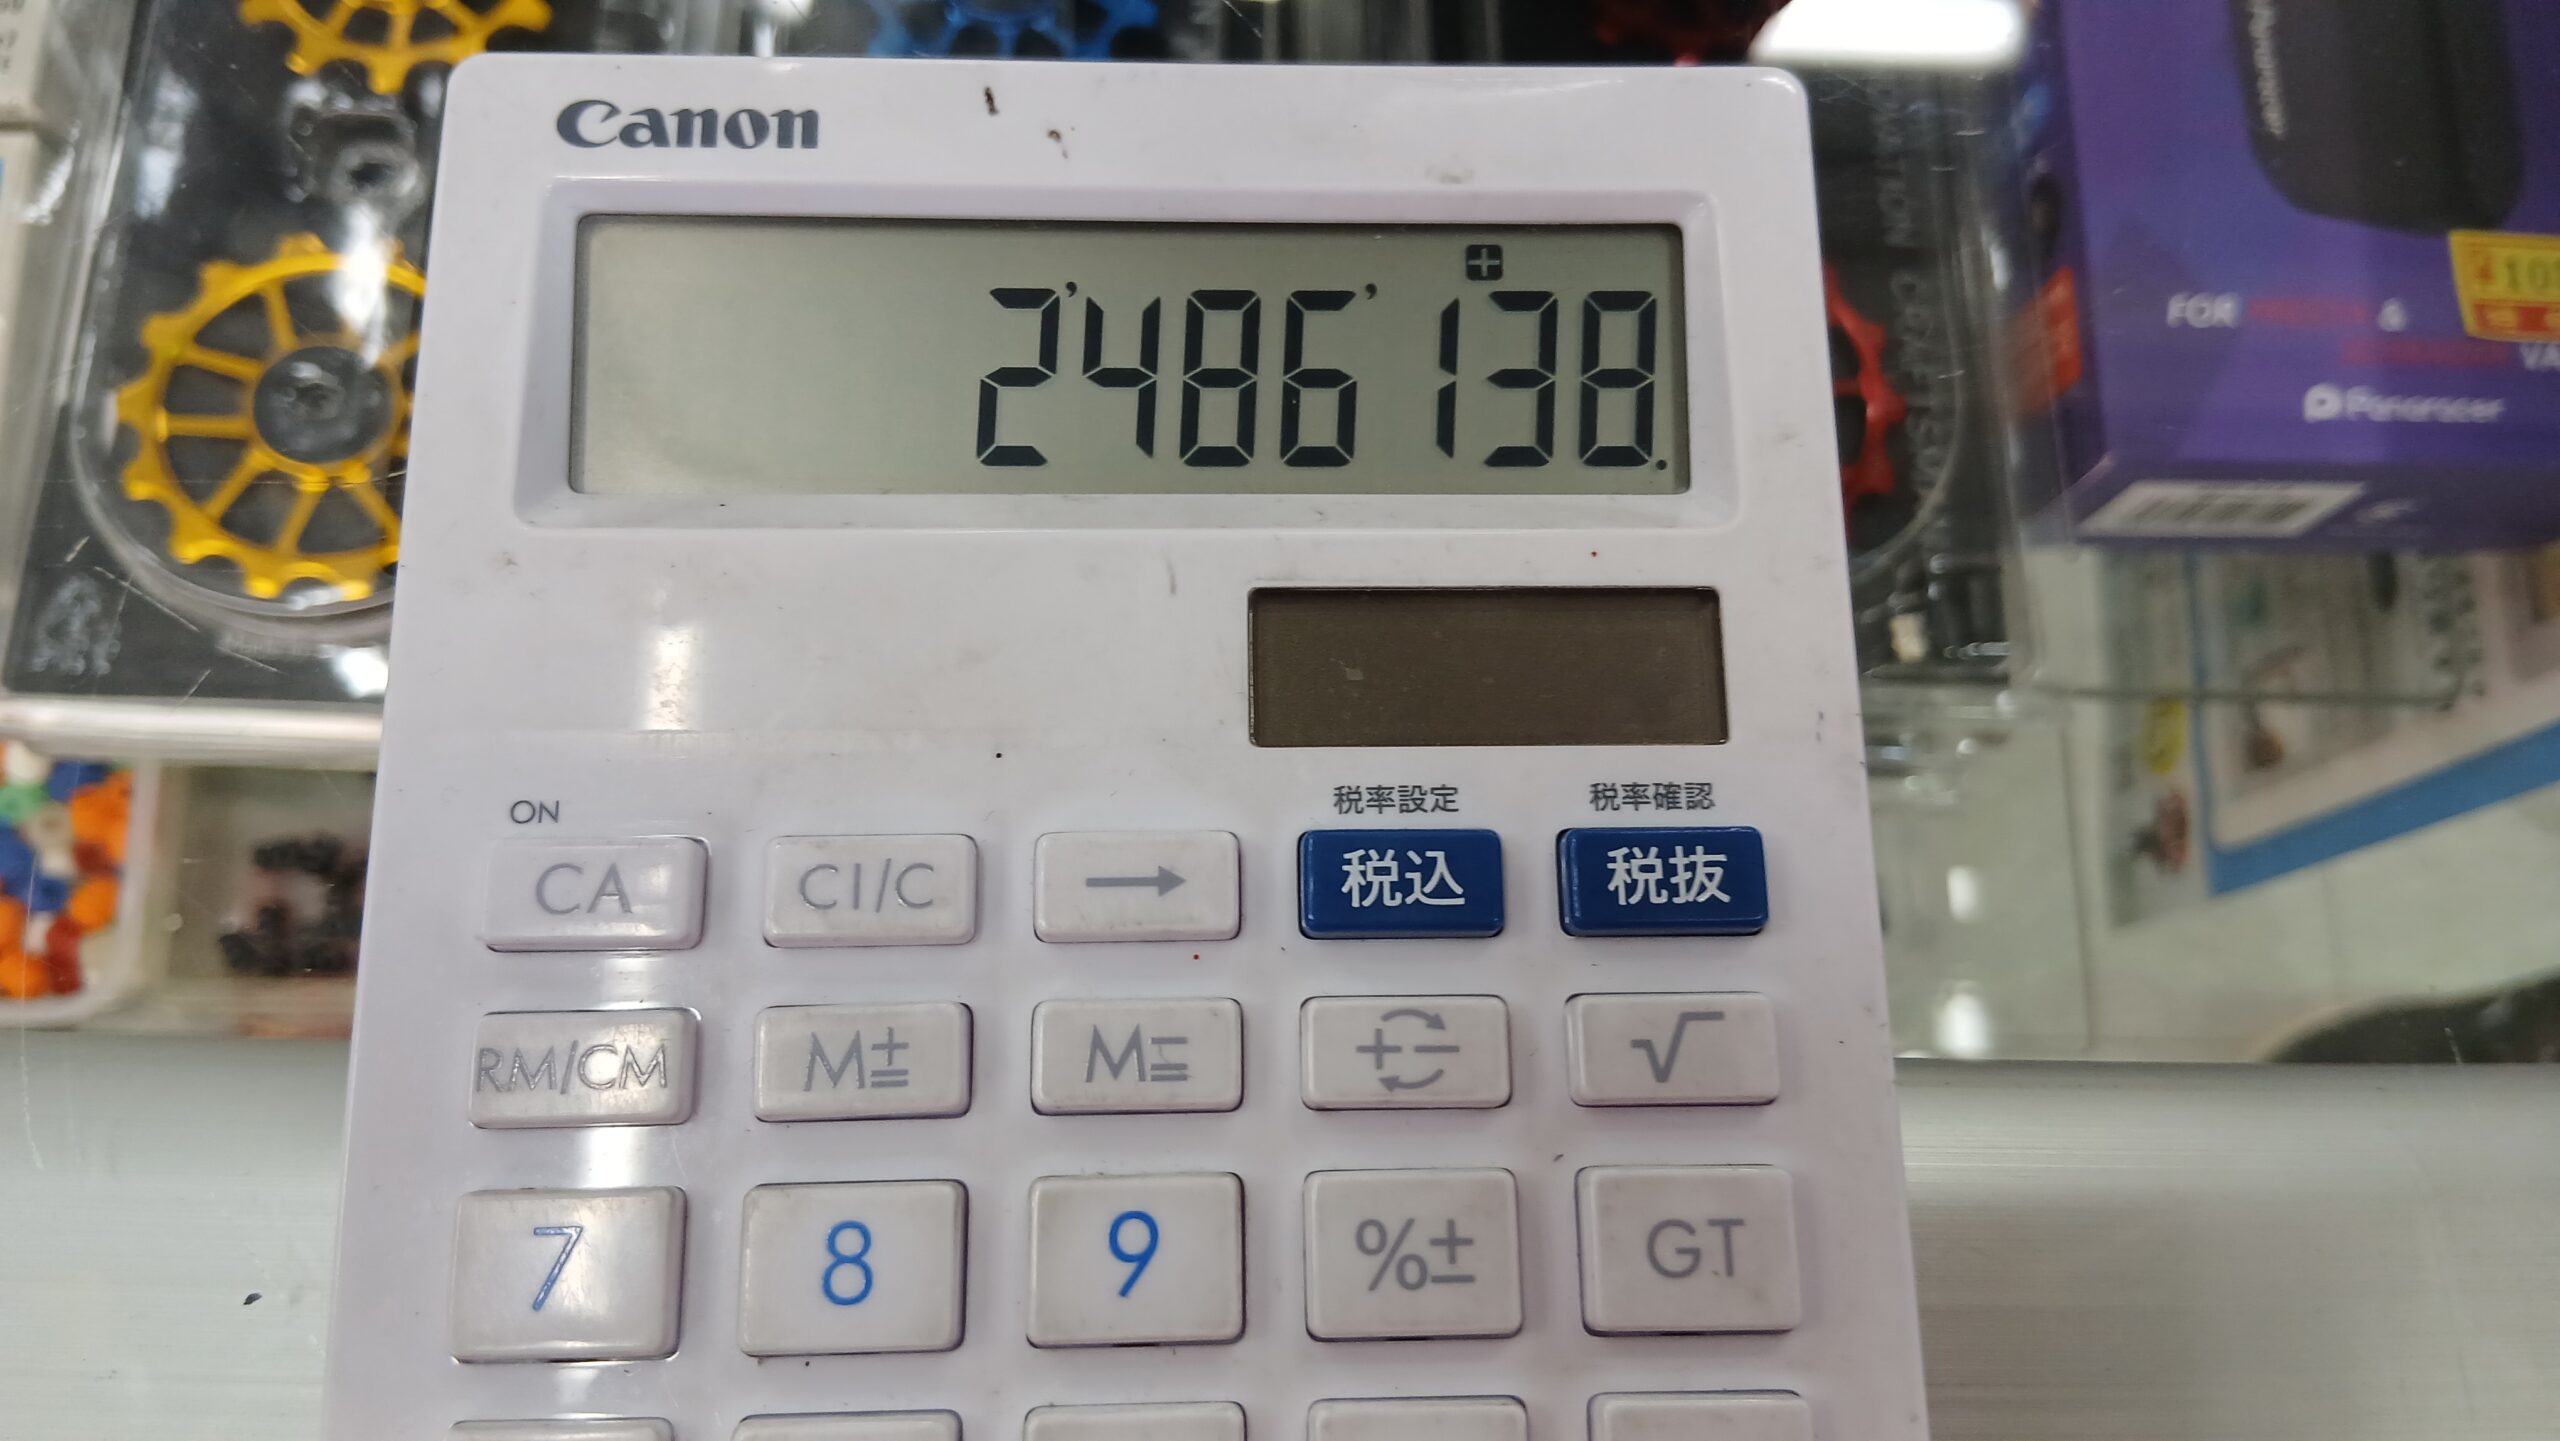 Canon
+
2'486'138.
税率設定 税率確認
ON
CA CI/C → 税込 税抜
RM/CM M± M= +- √
7 8 9 %± GT
FOR &
Panaracer